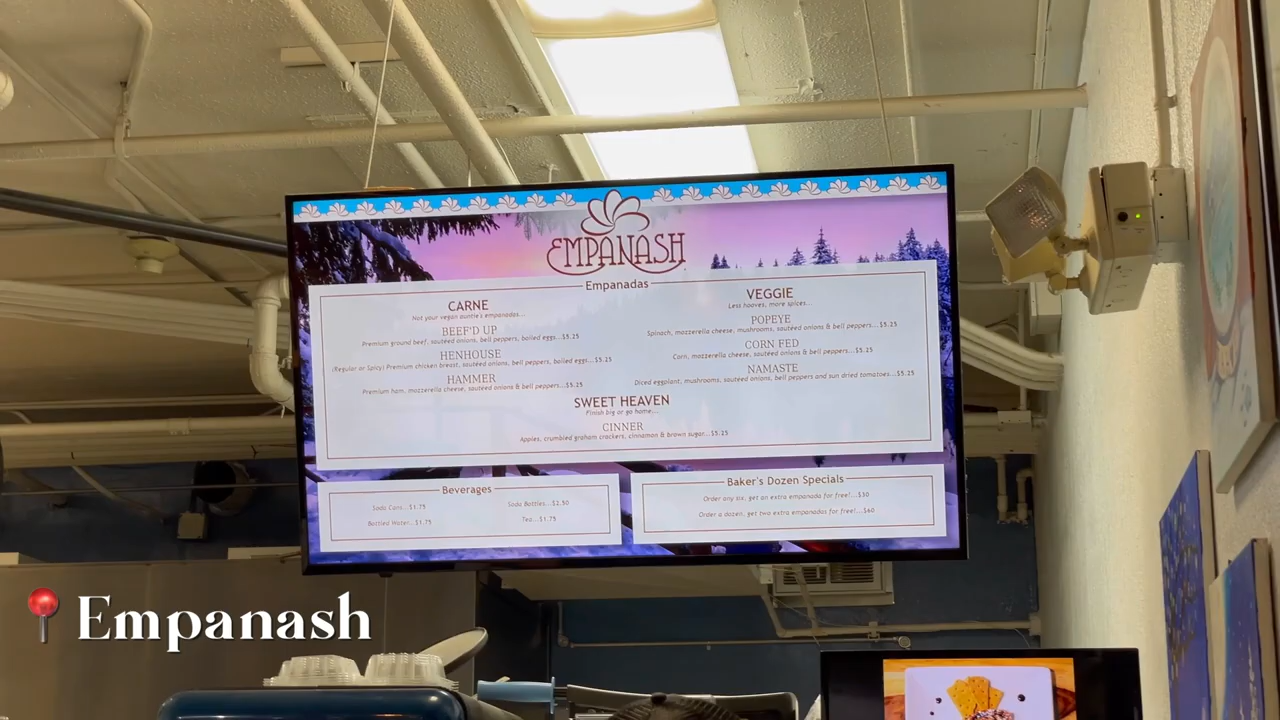 EMPANASH
Empanadas
CARNE
Not your vegan auntie's empanadas...
BEEF'D UP
Premium ground beef, sautéed onions, bell peppers, boiled eggs...$5.25
HENHOUSE
(Regular or Spicy) Premium chicken breast, sautéed onions, bell peppers, boiled eggs...$5.25
HAMMER
Premium ham, mozzerella cheese, sautéed onions & bell peppers...$5.25
VEGGIE
Less hooves, more spices...
POPEYE
Spinach, mozzerella cheese, mushrooms, sautéed onions & bell peppers...$5.25
CORN FED
Corn, mozzerella cheese, sautéed onions & bell peppers...$5.25
NAMASTE
Diced eggplant, mushrooms, sautéed onions, bell peppers and sun dried tomatoes...$5.25
SWEET HEAVEN
Finish big or go home...
CINNER
Apples, crumbled graham crackers, cinnamon & brown sugar...$5.25
Beverages
Soda Cans...$1.75
Soda Bottles...$2.50
Bottled Water...$1.75
Tea...$1.75
Baker's Dozen Specials
Order any six, get an extra empanada for free!...$30
Order a dozen, get two extra empanadas for free!...$60
Empanash